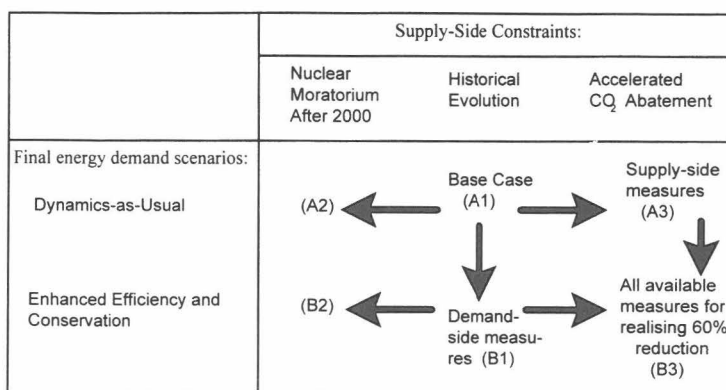 Supply-Side Constraints:
Nuclear
Moratorium
After 2000
Historical
Evolution
Accelerated
CO2 Abatement
Final energy demand scenarios:
Dynamics-as-Usual
(A2)
Base Case
(A1)
Supply-side
measures
(A3)
Enhanced Efficiency and
Conservation
(B2)
Demand-
side measu-
res (B1)
All available
measures for
realising 60%
reduction
(B3)